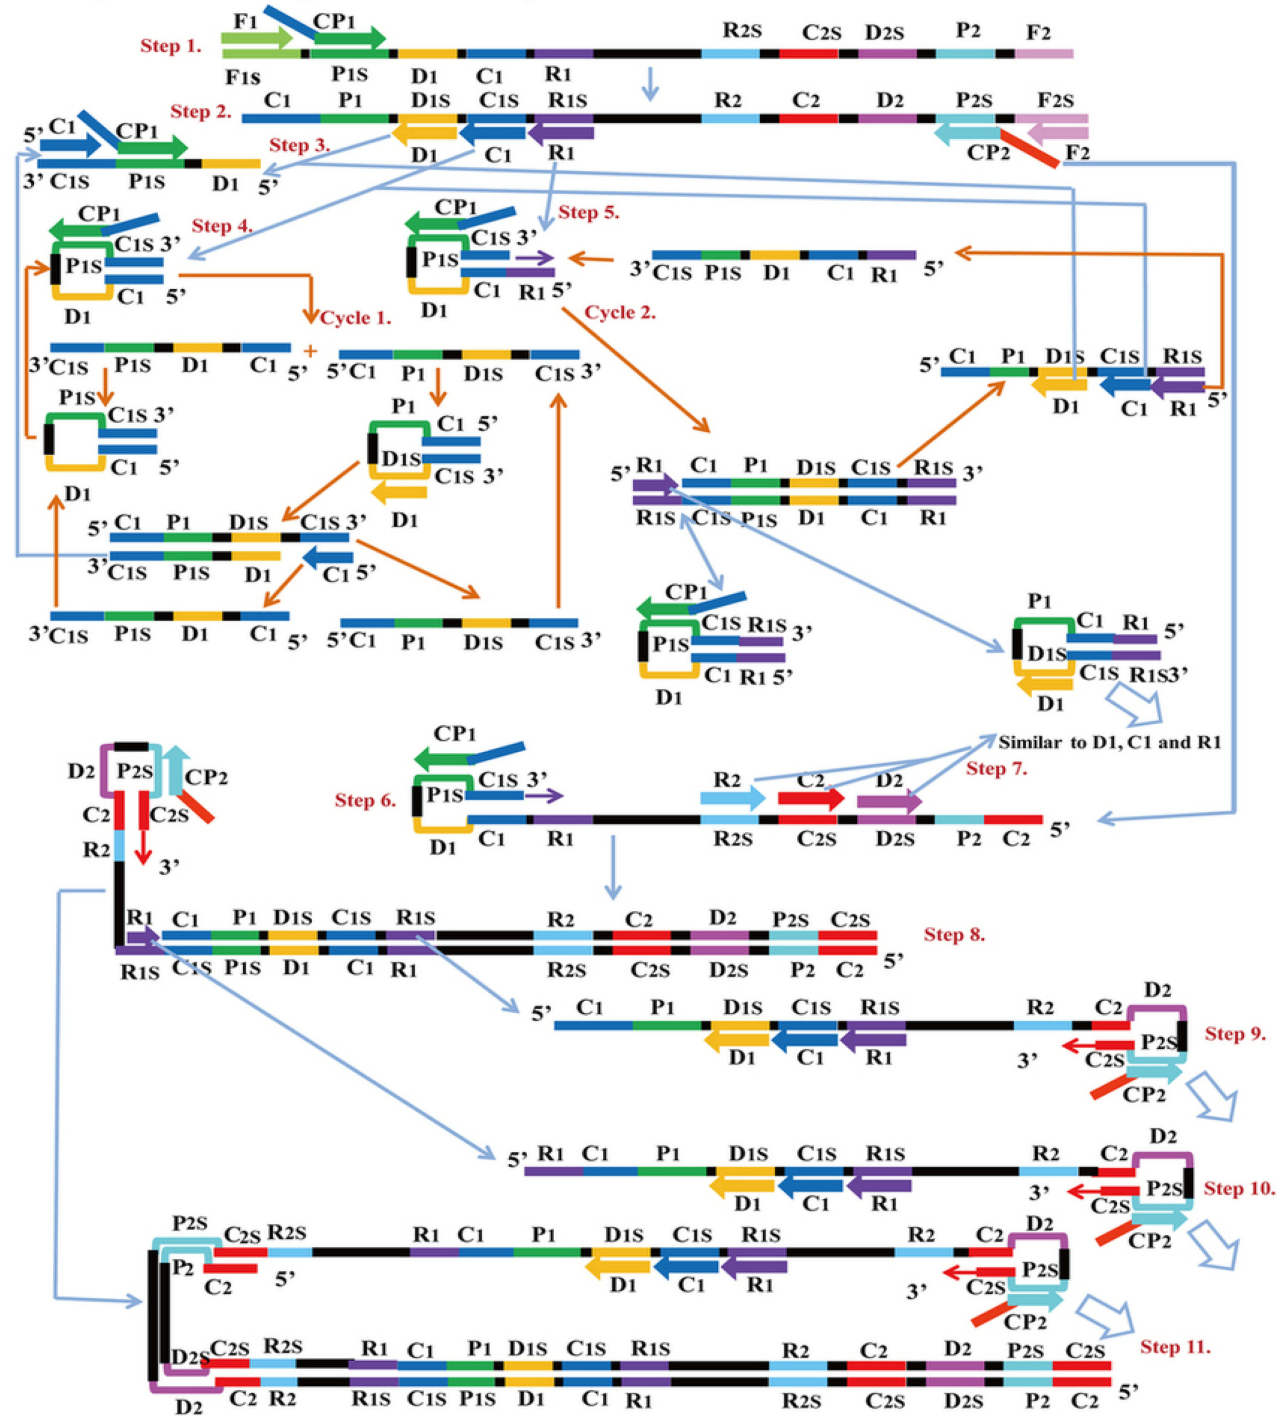 F1 CP1 R2S C2S D2S P2 F2
Step 1.
F1S P1S D1 C1 R1
Step 2. C1 P1 D1S C1S R1S R2 C2 D2 P2S F2S
5’ C1 CP1 Step 3. D1 C1 R1 CP2 F2
3’ C1S P1S D1 5’
CP1 Step 4. CP1 Step 5.
C1S 3’ C1S 3’
P1S P1S 3’ C1S P1S D1 C1 R1 5’
C1 5’ C1 R1 5’
D1 D1
Cycle 1. Cycle 2.
3’ C1S P1S D1 C1 5’ + 5’ C1 P1 D1S C1S 3’
5’ C1 P1 D1S C1S R1S
D1 C1 R1 5’
P1S C1S 3’ P1 C1 5’
C1 5’ D1S C1S 3’
D1 D1
5’ R1 C1 P1 D1S C1S R1S 3’
R1S C1S P1S D1 C1 R1
5’ C1 P1 D1S C1S 3’
3’ C1S P1S D1 C1 5’
3’ C1S P1S D1 C1 5’ 5’ C1 P1 D1S C1S 3’
CP1 C1S R1S 3’
P1S C1 R1 5’
D1
P1 C1 R1 5’
D1S C1S R1S 3’
D1
Similar to D1, C1 and R1
Step 7.
D2 P2S CP2
C2 C2S
R2 3’
CP1
Step 6. P1S C1S 3’ R2 C2 D2
D1 C1 R1 R2S C2S D2S P2 C2 5’
R1 C1 P1 D1S C1S R1S R2 C2 D2 P2S C2S Step 8.
R1S C1S P1S D1 C1 R1 R2S C2S D2S P2 C2 5’
5’ C1 P1 D1S C1S R1S R2 C2 D2
D1 C1 R1 3’ C2S P2S Step 9.
CP2
5’ R1 C1 P1 D1S C1S R1S R2 C2 D2
D1 C1 R1 3’ C2S P2S Step 10.
CP2
P2S C2S R2S R1 C1 P1 D1S C1S R1S R2 C2 D2
P2 C2 5’ D1 C1 R1 3’ C2S P2S
CP2
Step 11.
D2S C2S R2S R1 C1 P1 D1S C1S R1S R2 C2 D2 P2S C2S
D2 C2 R2 R1S C1S P1S D1 C1 R1 R2S C2S D2S P2 C2 5’